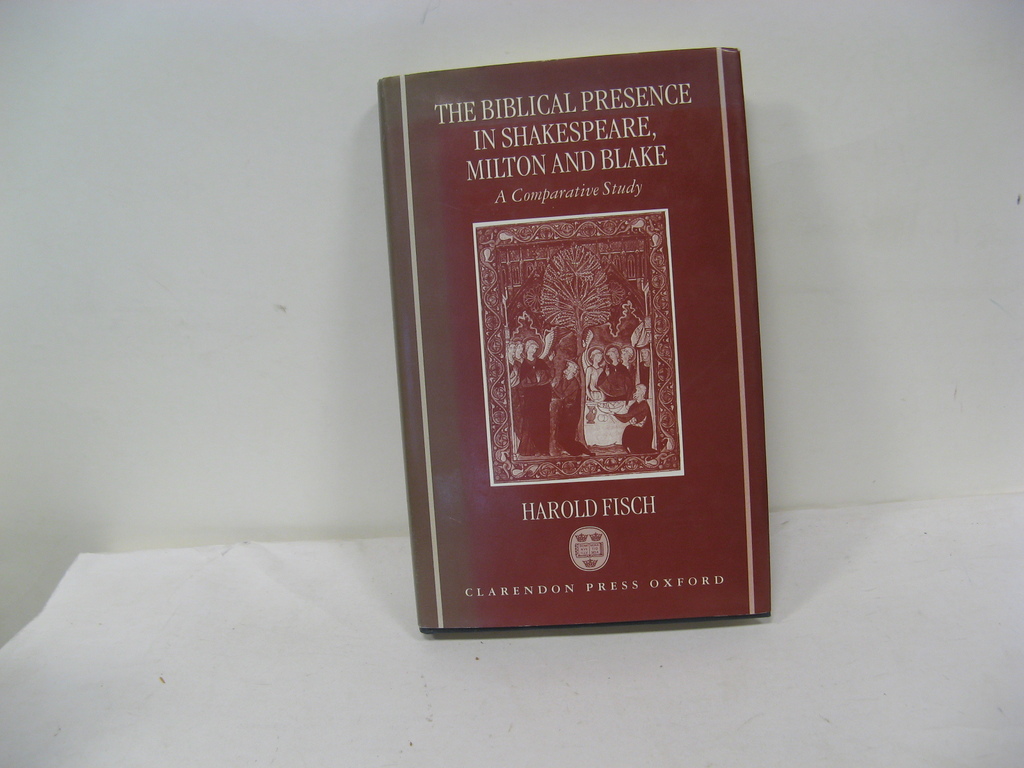 THE BIBLICAL PRESENCE
IN SHAKESPEARE,
MILTON AND BLAKE
A Comparative Study
HAROLD FISCH
CLARENDON PRESS OXFORD